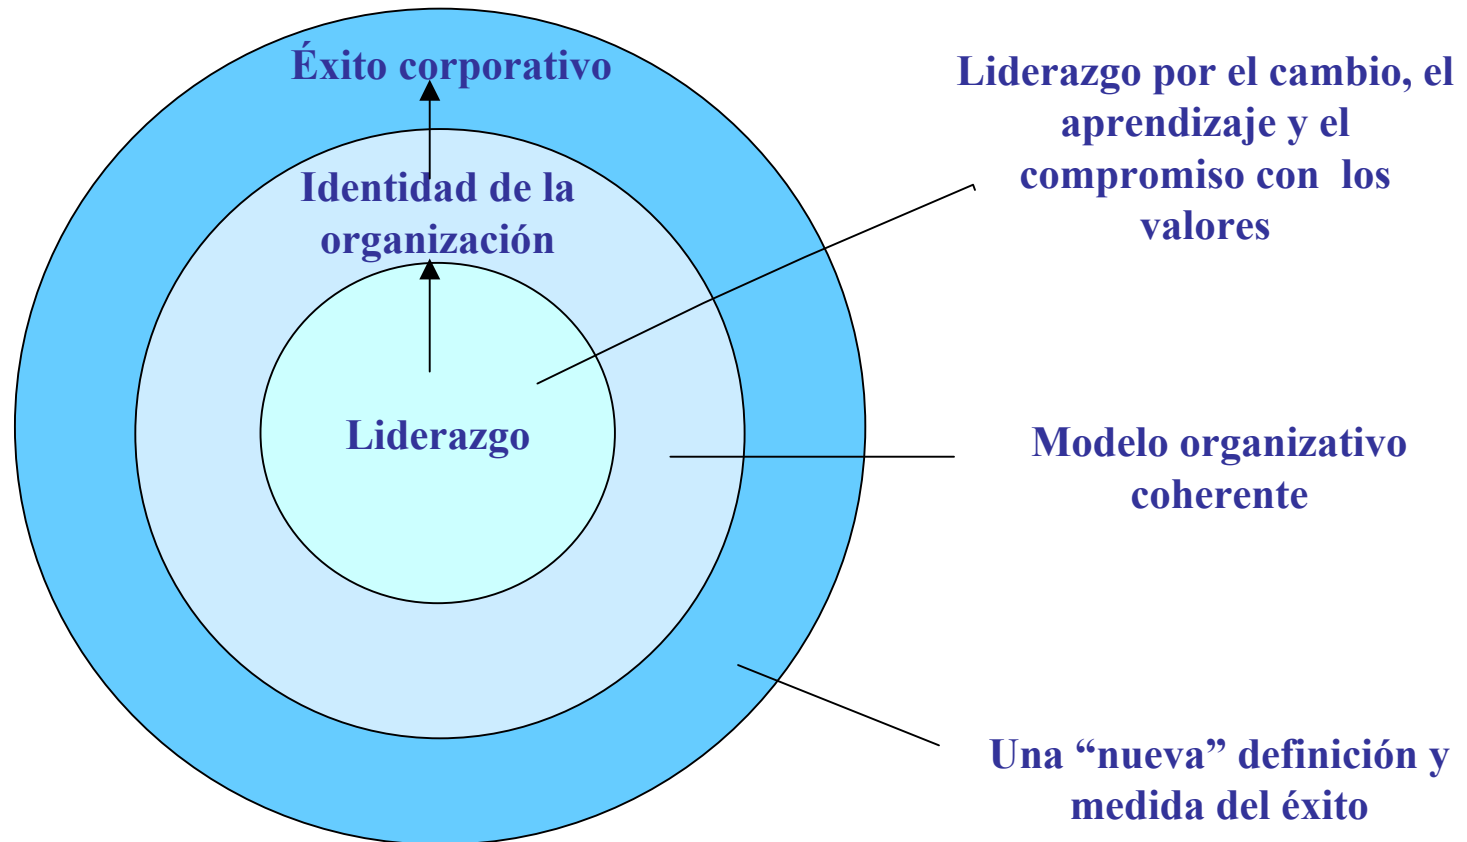 Éxito corporativo
Identidad de la
organización
Liderazgo
Liderazgo por el cambio, el
aprendizaje y el
compromiso con  los
valores
Modelo organizativo
coherente
Una “nueva” definición y
medida del éxito